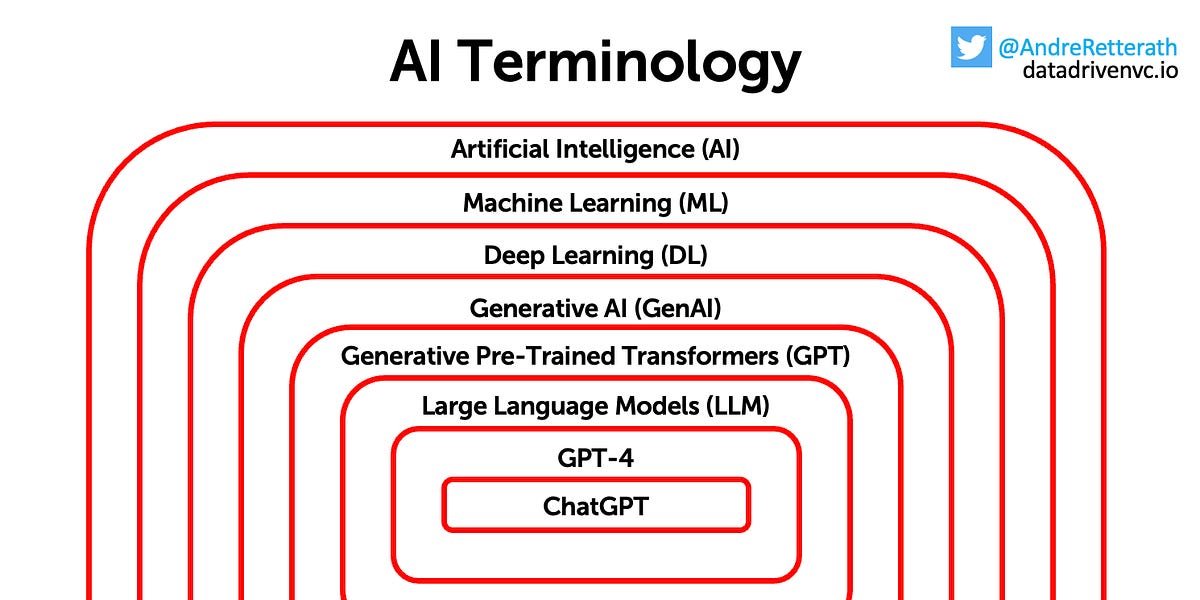 AI Terminology
@AndreRetterath
datadrivenvc.io
Artificial Intelligence (AI)
Machine Learning (ML)
Deep Learning (DL)
Generative AI (GenAI)
Generative Pre-Trained Transformers (GPT)
Large Language Models (LLM)
GPT-4
ChatGPT